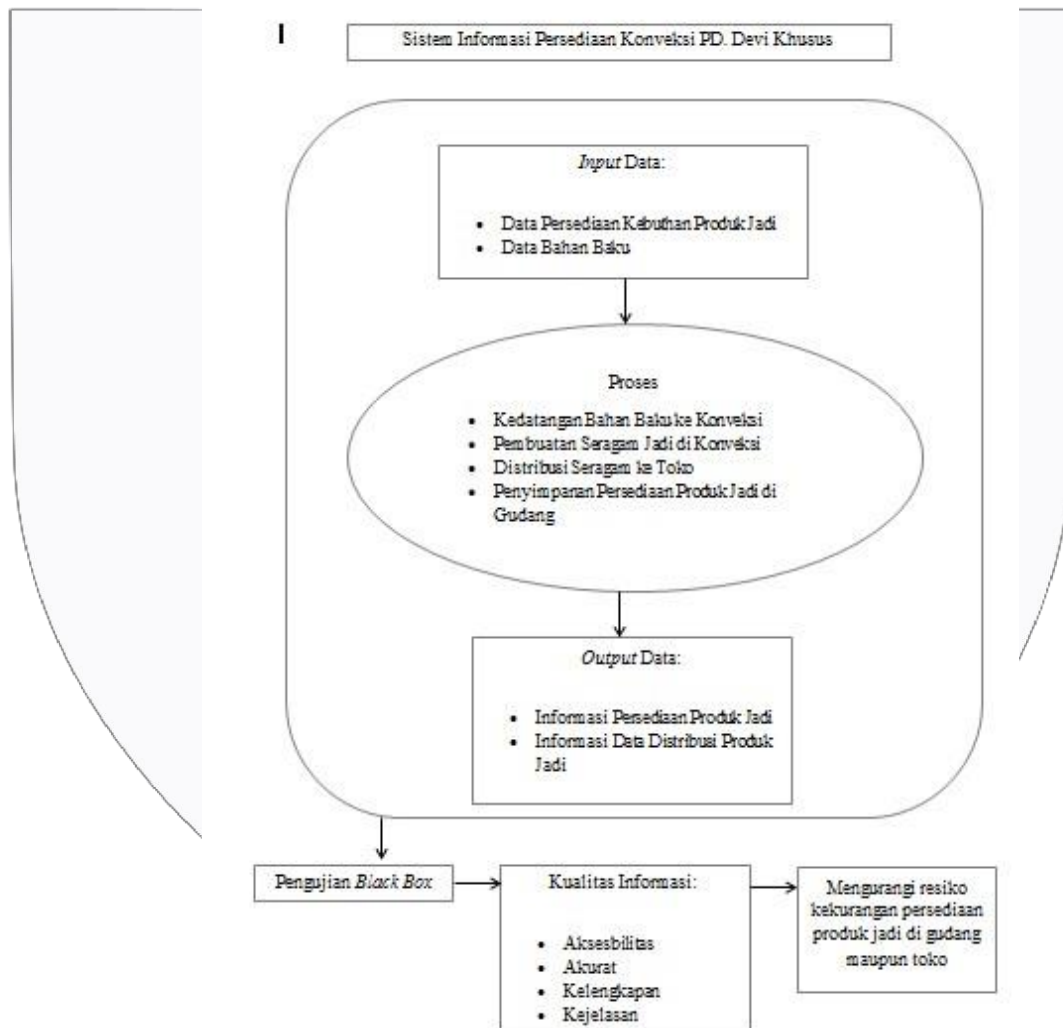 I
Sistem Informasi Persediaan Konveksi PD. Devi Khusus
Input Data:
• Data Persediaan Kebuthan Produk Jadi
• Data Bahan Baku
Proses
• Kedatangan Bahan Baku ke Konveksi
• Pembuatan Seragam Jadi di Konveksi
• Distribusi Seragam ke Toko
• Penyimpanan Persediaan Produk Jadi di
Gudang
Output Data:
• Informasi Persediaan Produk Jadi
• Informasi Data Distribusi Produk
Jadi
Pengujian Black Box
Kualitas Informasi:
• Aksesbilitas
• Akurat
• Kelengkapan
• Kejelasan
Mengurangi resiko
kekurangan persediaan
produk jadi di gudang
maupun toko